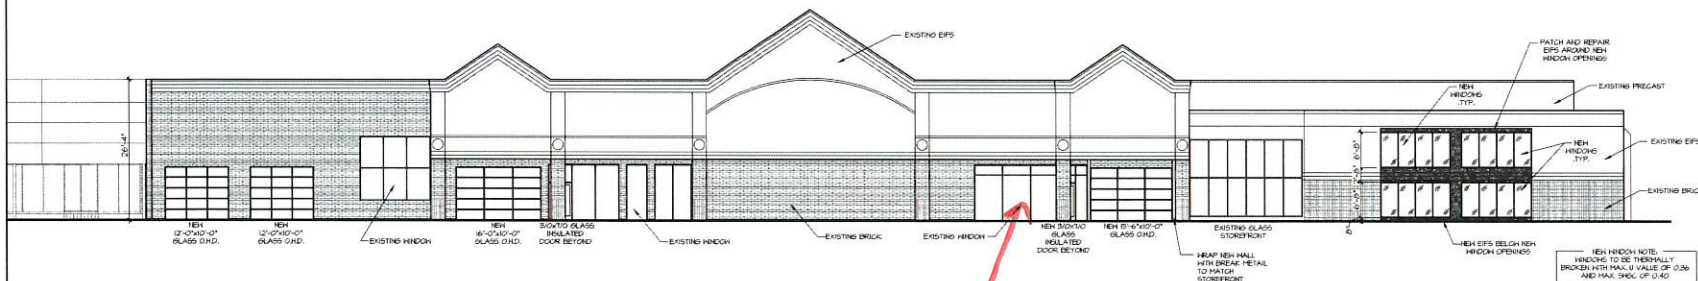 EXISTING EIFS
PATCH AND REPAIR
EIFS AROUND NEW
WINDOW OPENINGS
NEW
WINDOWS
TYP.
EXISTING PRECAST
26'-4"
NEW
WINDOWS
TYP.
EXISTING EIFS
EXISTING BRICK
NEW
12'-0"x10'-0"
GLASS O.H.D.
NEW
12'-0"x10'-0"
GLASS O.H.D.
EXISTING WINDOW
NEW
16'-0"x10'-0"
GLASS O.H.D.
3/0x7/0 GLASS
INSULATED
DOOR BEYOND
EXISTING WINDOW
EXISTING BRICK
EXISTING WINDOW
NEW 3/0x7/0
GLASS
INSULATED
DOOR BEYOND
NEW 15'-6"x10'-0"
GLASS O.H.D.
EXISTING GLASS
STOREFRONT
WRAP NEW WALL
WITH BREAK METAL
TO MATCH
STOREFRONT
NEW EIFS BELOW NEW
WINDOW OPENINGS
NEW WINDOW NOTE:
WINDOWS TO BE THERMALLY
BROKEN WITH MAX. U VALUE OF 0.36
AND MAX. SHGC OF 0.40